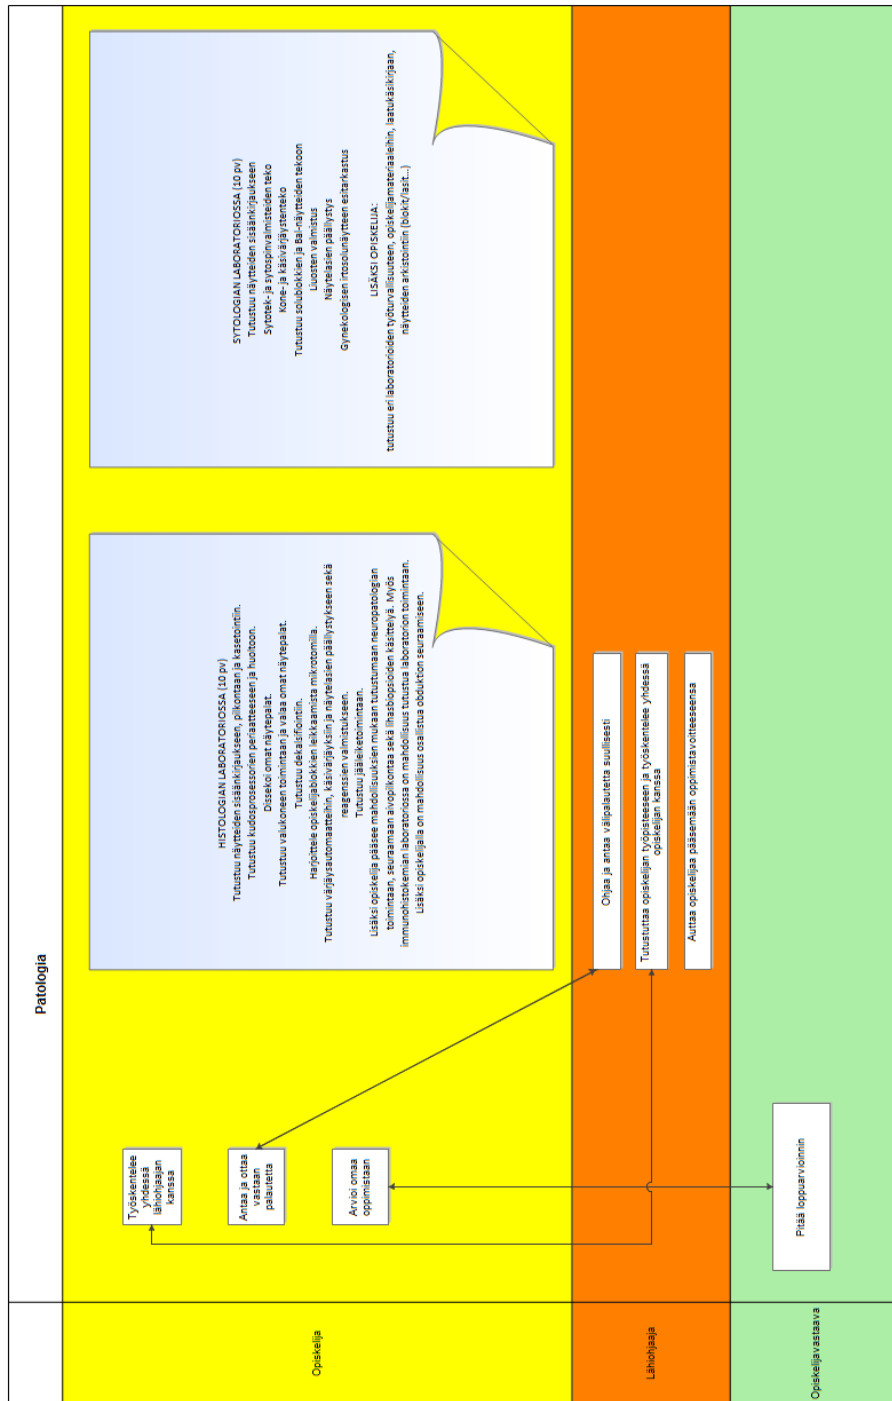 Patologia
Opiskelija
Työskentelee
yhdessä
lähiohjaajan
kanssa
Antaa ja ottaa
vastaan
palautetta
Arvioi omaa
oppimistaan
HISTOLOGIAN LABORATORIOSSA (10 pv)
Tutustuu näytteiden sisäänkirjaukseen, pilkontaan ja kasetointiin.
Tutustuu kudosprosessorien periaatteeseen ja huoltoon.
Dissekoi omat näytepalat.
Tutustuu valukoneen toimintaan ja valaa omat näytepalat.
Tutustuu dekalsifiointiin.
Harjoittele opiskelijablokkien leikkaamista mikrotomilla.
Tutustuu värjäysautomaatteihin, käsivärjäyksiin ja näytelasien päällystykseen sekä
reagenssien valmistukseen.
Tutustuu jääleiketoimintaan.
Lisäksi opiskelija pääsee mahdollisuuksien mukaan tutustumaan neuropatologian
toimintaan, seuraamaan aivopilkontaa sekä lihasbiopsioiden käsittelyä. Myös
immunohistokemian laboratoriossa on mahdollisuus tutustua laboratorion toimintaan.
Lisäksi opiskelijalla on mahdollisuus osallistua obduktion seuraamiseen.
SYTOLOGIAN LABORATORIOSSA (10 pv)
Tutustuu näytteiden sisäänkirjaukseen
Sytotek- ja sytospinvalmisteiden teko
Kone- ja käsivärjäystenteko
Tutustuu solublokkien ja Bal-näytteiden tekoon
Liuosten valmistus
Näytelasien päällystys
Gynekologisen irtosolunäytteen esitarkastus
LISÄKSI OPISKELIJA:
tutustuu eri laboratorioiden työturvallisuuteen, opiskelijamateriaaleihin, laatukäsikirjaan,
näytteiden arkistointiin (blokit/lasit...)
Lähiohjaaja
Ohjaa ja antaa välipalautetta suullisesti
Tutustuttaa opiskelijan työpisteeseen ja työskentelee yhdessä
opiskelijan kanssa
Auttaa opiskelijaa pääsemään oppimistavoitteeseensa
Opiskelijavastaava
Pitää loppuarvioinnin